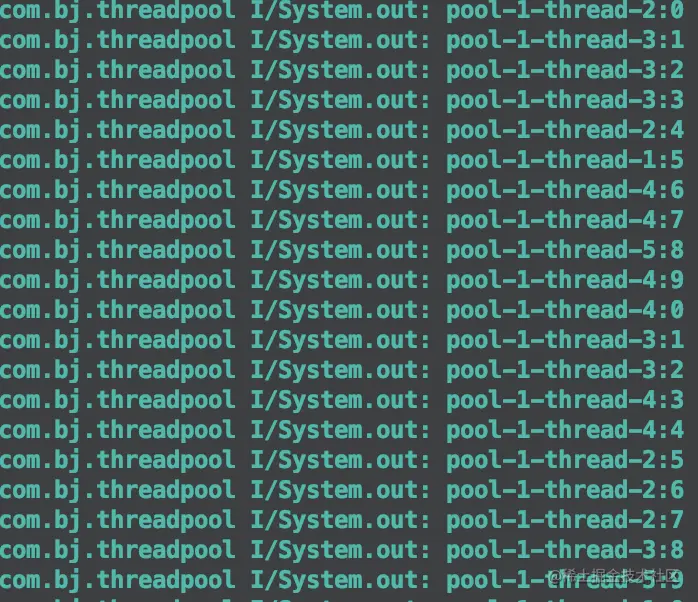 com.bj.threadpool I/System.out: pool-1-thread-2:0
com.bj.threadpool I/System.out: pool-1-thread-3:1
com.bj.threadpool I/System.out: pool-1-thread-3:2
com.bj.threadpool I/System.out: pool-1-thread-3:3
com.bj.threadpool I/System.out: pool-1-thread-2:4
com.bj.threadpool I/System.out: pool-1-thread-1:5
com.bj.threadpool I/System.out: pool-1-thread-4:6
com.bj.threadpool I/System.out: pool-1-thread-4:7
com.bj.threadpool I/System.out: pool-1-thread-5:8
com.bj.threadpool I/System.out: pool-1-thread-4:9
com.bj.threadpool I/System.out: pool-1-thread-4:0
com.bj.threadpool I/System.out: pool-1-thread-3:1
com.bj.threadpool I/System.out: pool-1-thread-3:2
com.bj.threadpool I/System.out: pool-1-thread-4:3
com.bj.threadpool I/System.out: pool-1-thread-4:4
com.bj.threadpool I/System.out: pool-1-thread-2:5
com.bj.threadpool I/System.out: pool-1-thread-2:6
com.bj.threadpool I/System.out: pool-1-thread-2:7
com.bj.threadpool I/System.out: pool-1-thread-3:8
com.bj.threadpool I/System.out: pool-1-thread-5:9
@稀土掘金技术社区